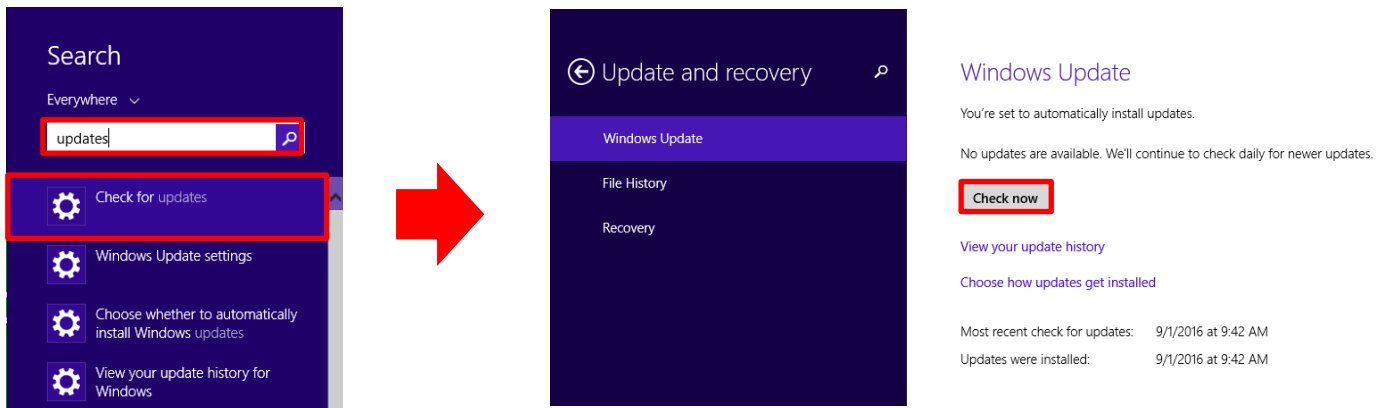 Search
Everywhere
updates
Check for updates
Windows Update settings
Choose whether to automatically
install Windows updates
View your update history for
Windows
Update and recovery
Windows Update
File History
Recovery
Windows Update
You're set to automatically install updates.
No updates are available. We'll continue to check daily for newer updates.
Check now
View your update history
Choose how updates get installed
Most recent check for updates: 9/1/2016 at 9:42 AM
Updates were installed: 9/1/2016 at 9:42 AM